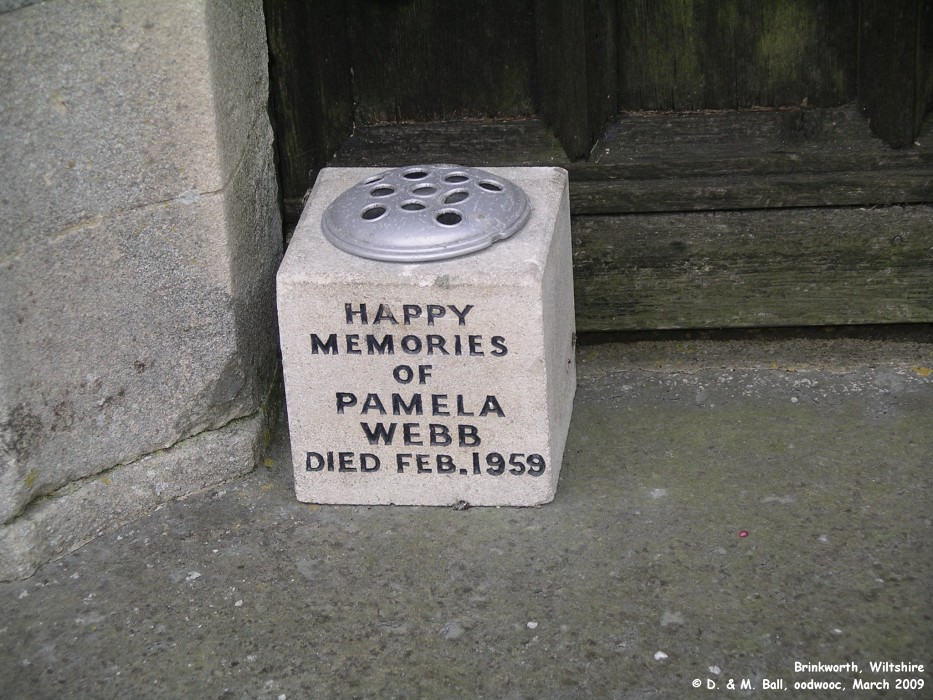 HAPPY
MEMORIES
OF
PAMELA
WEBB
DIED FEB. 1959
Brinkworth, Wiltshire
© D. & M. Ball, oodwooc, March 2009